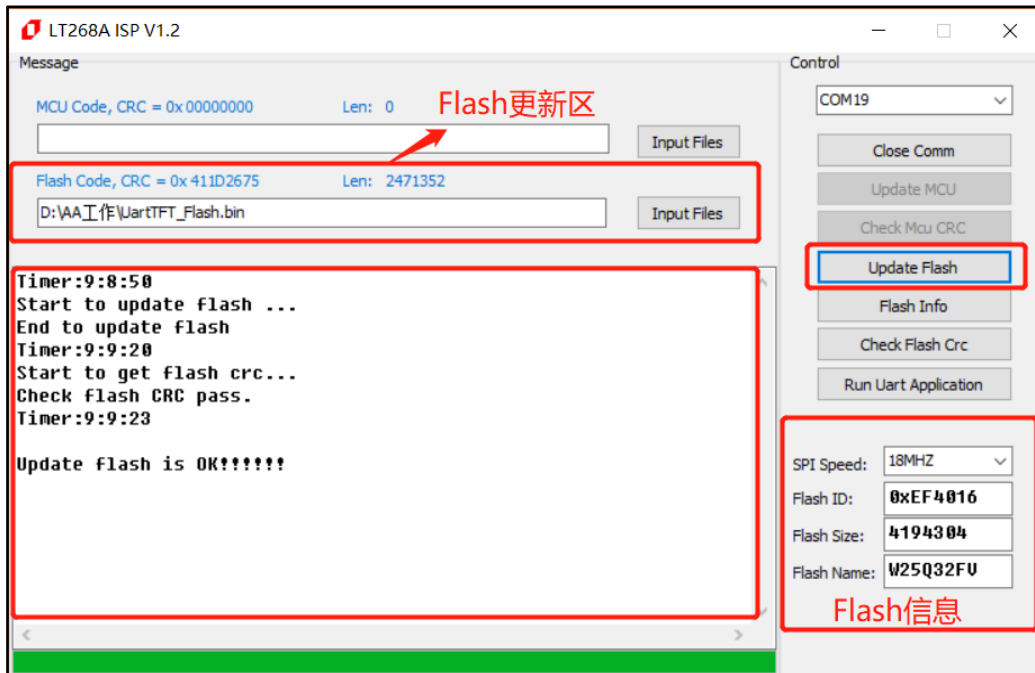 LT268A ISP V1.2
Message
MCU Code, CRC = 0x 00000000 Len: 0
Flash更新区
Input Files
Flash Code, CRC = 0x 411D2675 Len: 2471352
D:\AA工作\UartTFT_Flash.bin
Input Files
Timer:9:8:50
Start to update flash ...
End to update flash
Timer:9:9:20
Start to get flash crc...
Check flash CRC pass.
Timer:9:9:23
Update flash is OK!!!!!!
Control
COM19
Close Comm
Update MCU
Check Mcu CRC
Update Flash
Flash Info
Check Flash Crc
Run Uart Application
SPI Speed: 18MHZ
Flash ID: 0xEF4016
Flash Size: 4194304
Flash Name: W25Q32FV
Flash信息